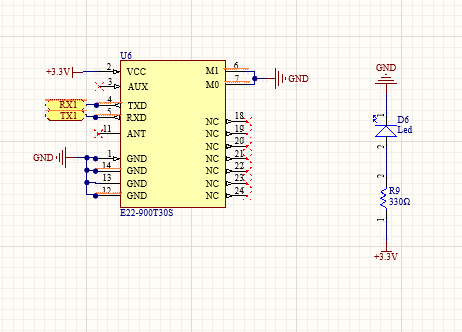 U6
+3.3V
2
VCC
3
AUX
RX1
4
TXD
TX1
5
RXD
11
ANT
GND
1
GND
14
GND
13
GND
12
GND
M1
6
M0
7
GND
NC
18
NC
19
NC
20
NC
21
NC
22
NC
23
NC
24
E22-900T30S
GND
1
D6
Led
2
2
R9
330Ω
1
+3.3V